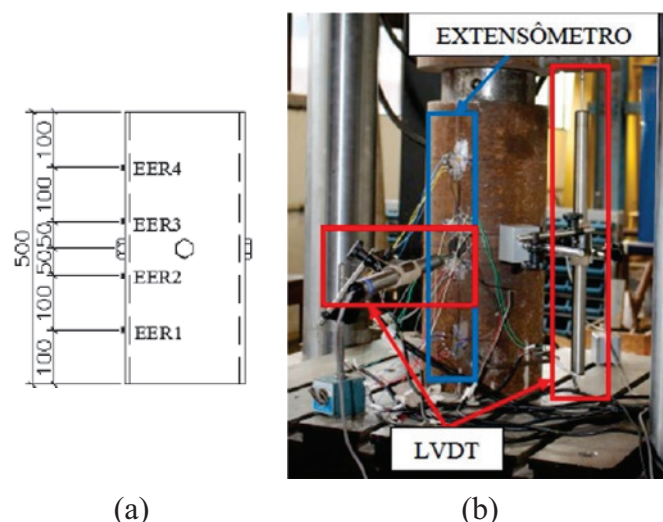 EXTENSÔMETRO
100
EER4
100
EER3
50
500
50
EER2
100
EER1
100
LVDT
(a)
(b)